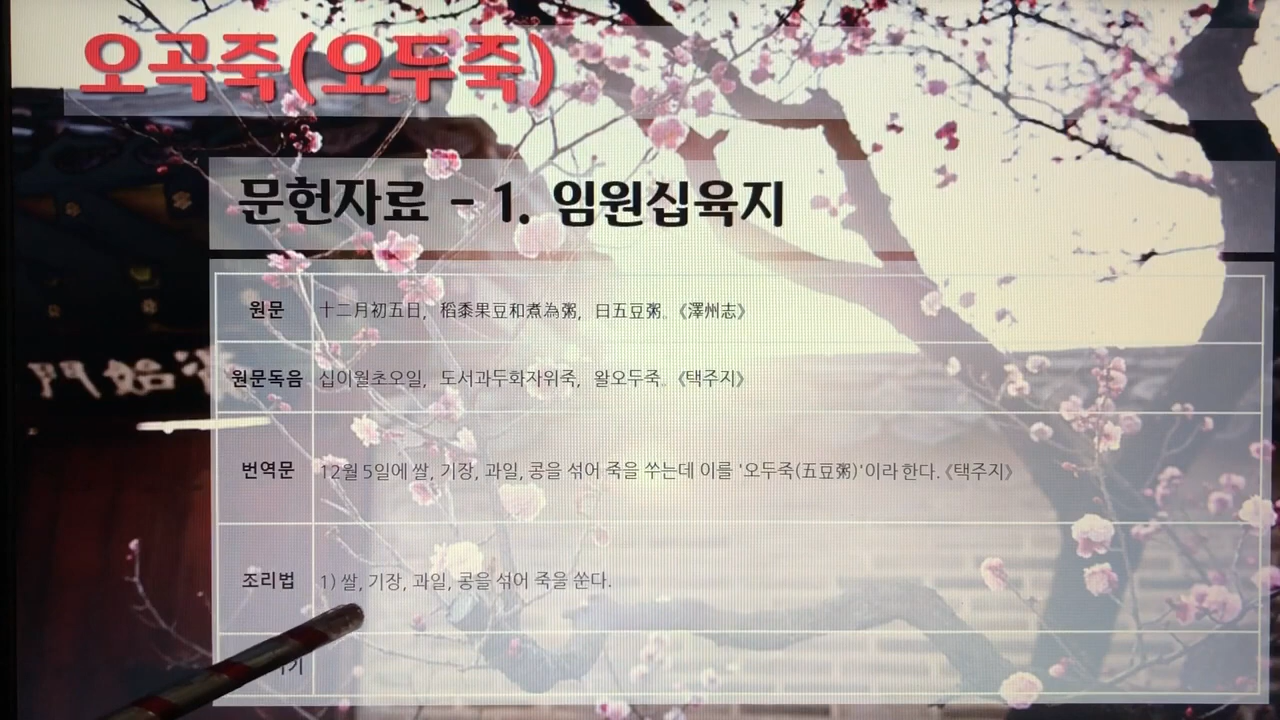 오곡죽(오두죽)
문헌자료 - 1. 임원십육지
원문 十二月初五日, 稻黍果豆和煮為粥, 曰五豆粥. 《澤州志》
원문독음 십이월초오일, 도서과두화자위죽, 왈오두죽. 《택주지》
번역문 12월 5일에 쌀, 기장, 과일, 콩을 섞어 죽을 쑤는데 이를 '오두죽(五豆粥)'이라 한다.《택주지》
조리법 1) 쌀, 기장, 과일, 콩을 섞어 죽을 쑨다.